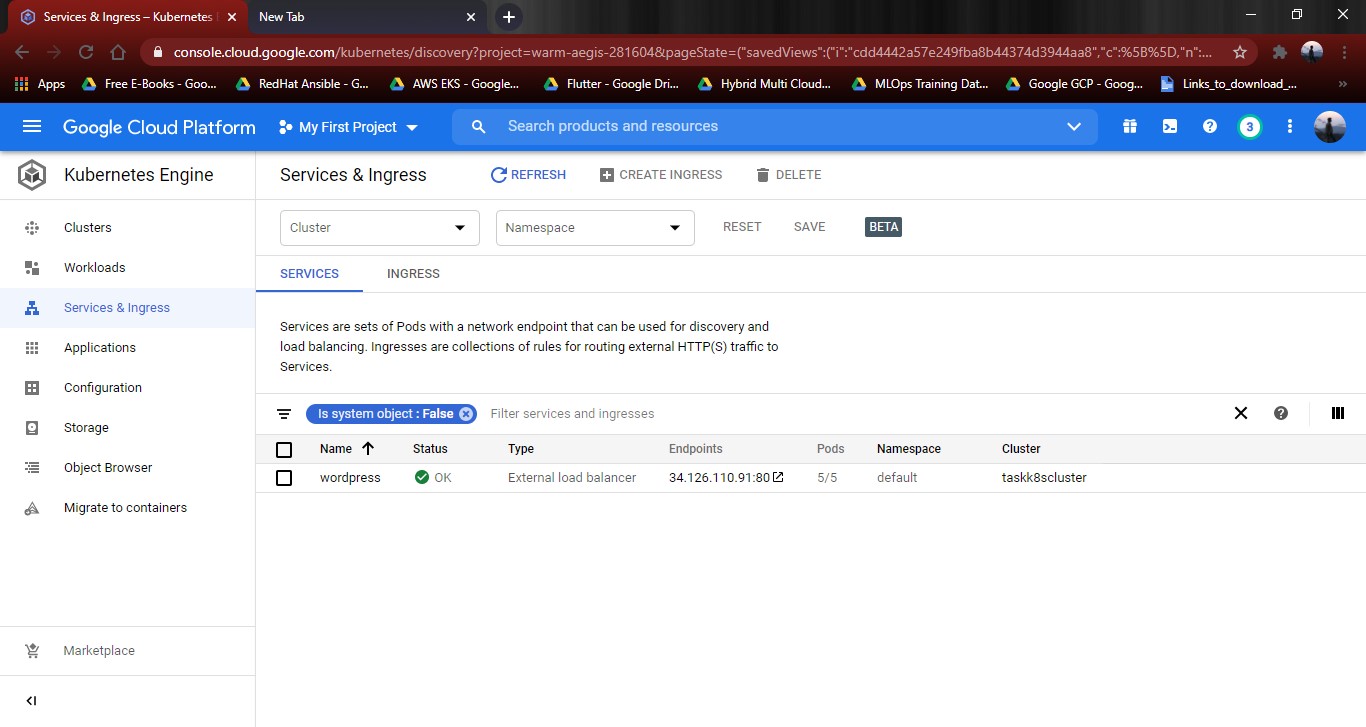 Services & Ingress – Kubernetes
New Tab
console.cloud.google.com/kubernetes/discovery?project=warm-aegis-281604&pageState=("savedViews":("i":"cdd4442a57e249fba8b44374d3944aa8","c":%5B%5D,"n":...
Apps Free E-Books - Goo... RedHat Ansible - G... AWS EKS - Google... Flutter - Google Dri... Hybrid Multi Cloud... MLOps Training Dat... Google GCP - Goog... Links_to_download_... »
Google Cloud Platform My First Project Search products and resources 3
Kubernetes Engine
Clusters
Workloads
Services & Ingress
Applications
Configuration
Storage
Object Browser
Migrate to containers
Marketplace
Services & Ingress REFRESH CREATE INGRESS DELETE
Cluster Namespace RESET SAVE BETA
SERVICES INGRESS
Services are sets of Pods with a network endpoint that can be used for discovery and
load balancing. Ingresses are collections of rules for routing external HTTP(S) traffic to
Services.
Is system object : False Filter services and ingresses
Name Status Type Endpoints Pods Namespace Cluster
wordpress OK External load balancer 34.126.110.91:80 5/5 default taskk8scluster